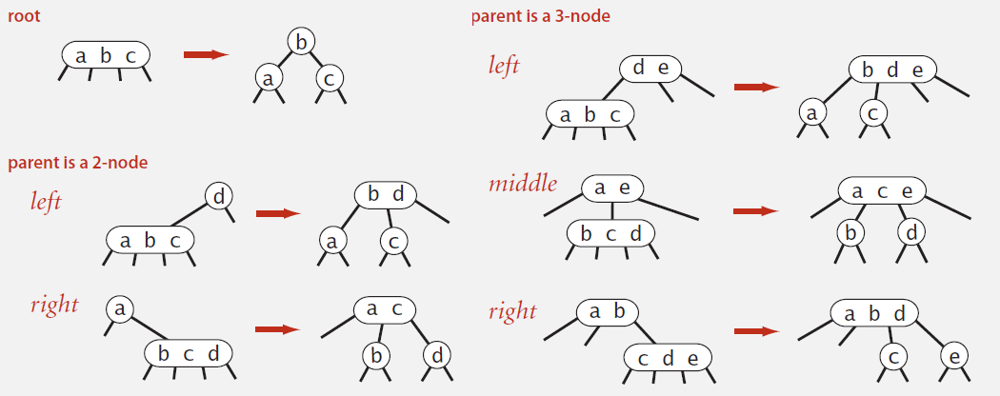 root
a b c
b
a
c
parent is a 2-node
left
d
a b c
b d
a
c
right
a
b c d
a c
b
d
parent is a 3-node
left
d e
a b c
b d e
a
c
middle
a e
b c d
a c e
b
d
right
a b
c d e
a b d
c
e